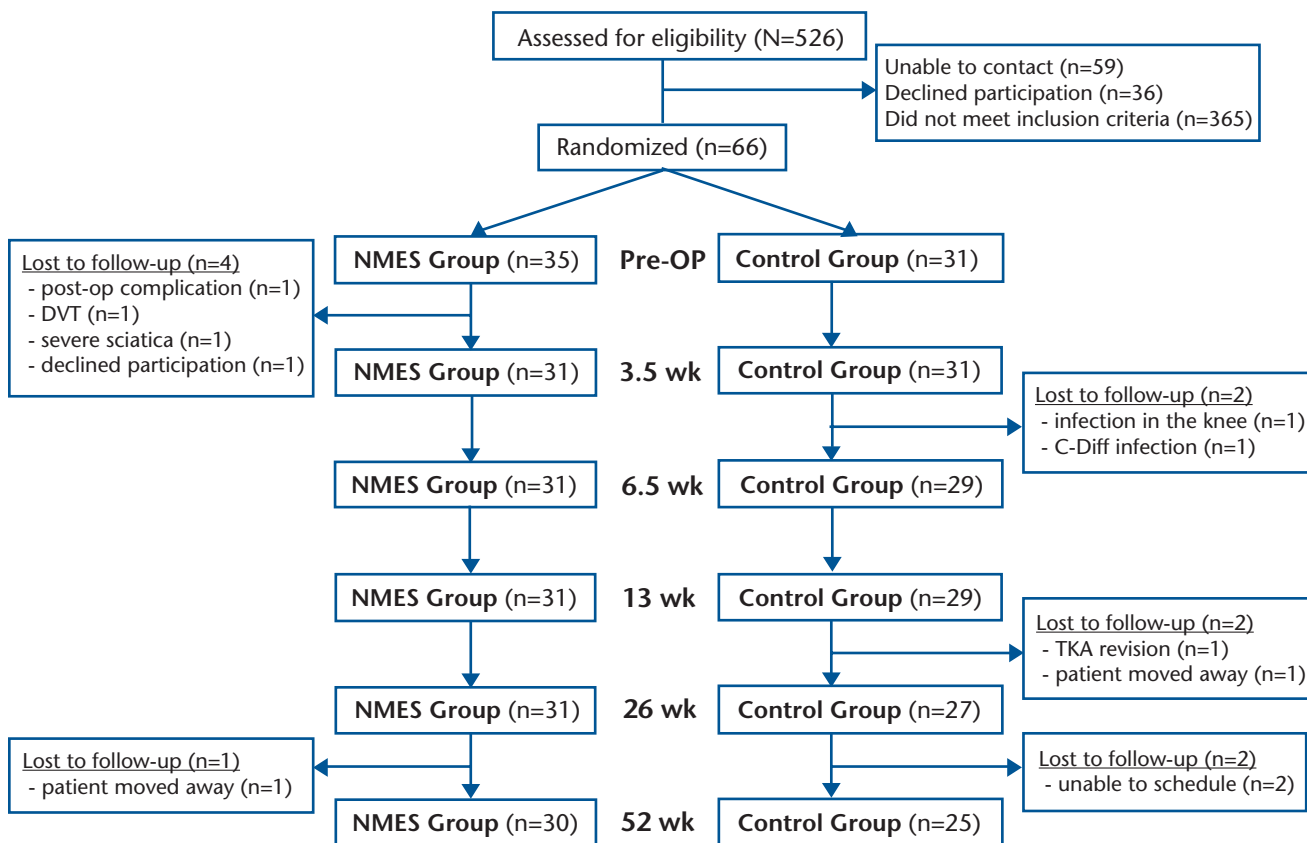 Assessed for eligibility (N=526)
Unable to contact (n=59)
Declined participation (n=36)
Did not meet inclusion criteria (n=365)
Randomized (n=66)
NMES Group (n=35)
Pre-OP
Control Group (n=31)
Lost to follow-up (n=4)
- post-op complication (n=1)
- DVT (n=1)
- severe sciatica (n=1)
- declined participation (n=1)
NMES Group (n=31)
3.5 wk
Control Group (n=31)
Lost to follow-up (n=2)
- infection in the knee (n=1)
- C-Diff infection (n=1)
NMES Group (n=31)
6.5 wk
Control Group (n=29)
NMES Group (n=31)
13 wk
Control Group (n=29)
Lost to follow-up (n=2)
- TKA revision (n=1)
- patient moved away (n=1)
NMES Group (n=31)
26 wk
Control Group (n=27)
Lost to follow-up (n=1)
- patient moved away (n=1)
Lost to follow-up (n=2)
- unable to schedule (n=2)
NMES Group (n=30)
52 wk
Control Group (n=25)